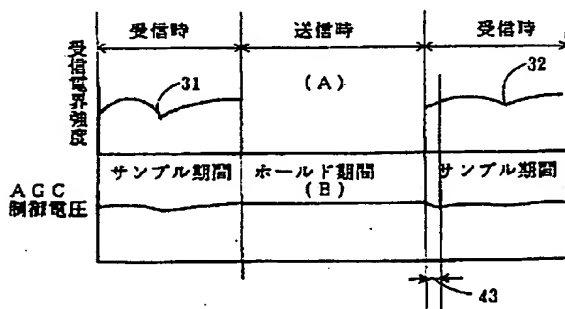 受信時 送信時 受信時
受信電界強度
31
(A)
32
サンプル期間 ホールド期間 サンプル期間
(B)
AGC
制御電圧
43